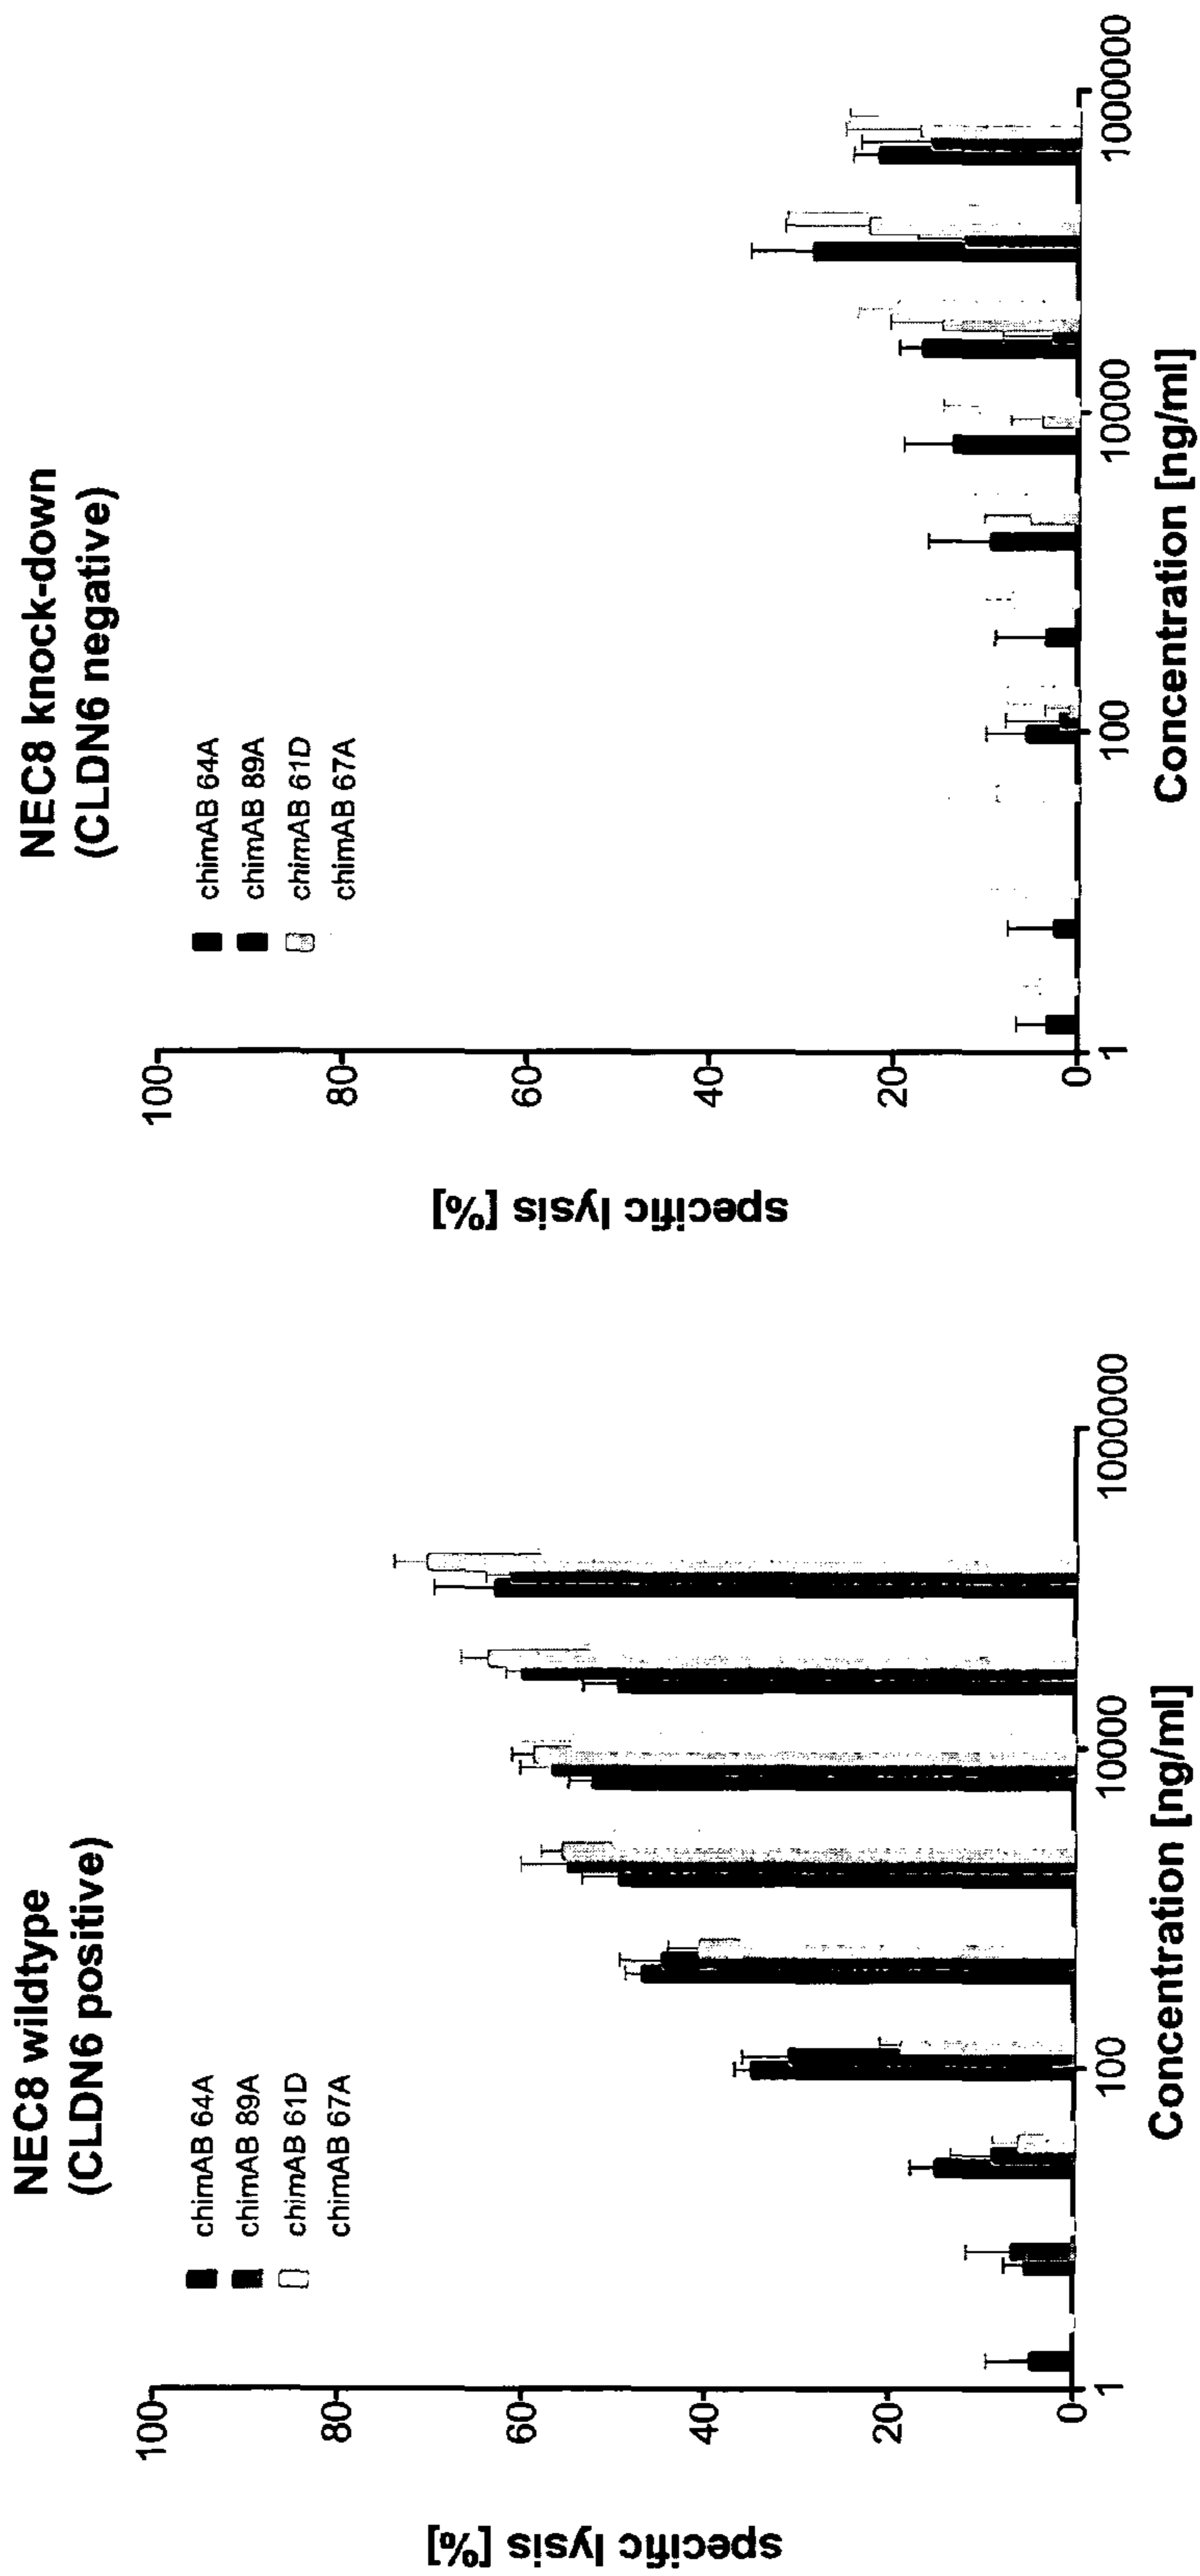 NEC8 wildtype
(CLDN6 positive)
chimAB 64A
chimAB 89A
chimAB 61D
chimAB 67A
specific lysis [%]
100
80
60
40
20
0
1
100
10000
1000000
Concentration [ng/ml]
NEC8 knock-down
(CLDN6 negative)
chimAB 64A
chimAB 89A
chimAB 61D
chimAB 67A
specific lysis [%]
100
80
60
40
20
0
1
100
10000
1000000
Concentration [ng/ml]